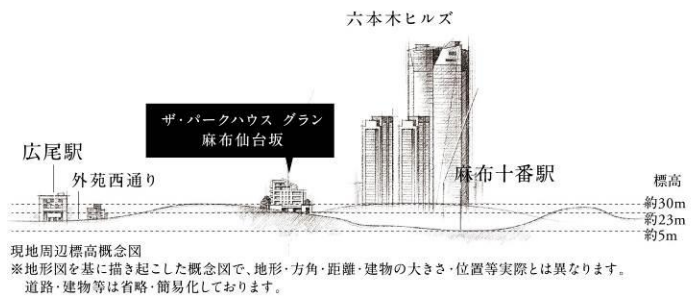 六本木ヒルズ
ザ・パークハウス グラン
麻布仙台坂
広尾駅
外苑西通り
麻布十番駅
標高
約30m
約23m
約5m
現地周辺標高概念図
※地形図を基に描き起こした概念図で、地形・方角・距離・建物の大きさ・位置等実際とは異なります。
道路・建物等は省略・簡易化しております。